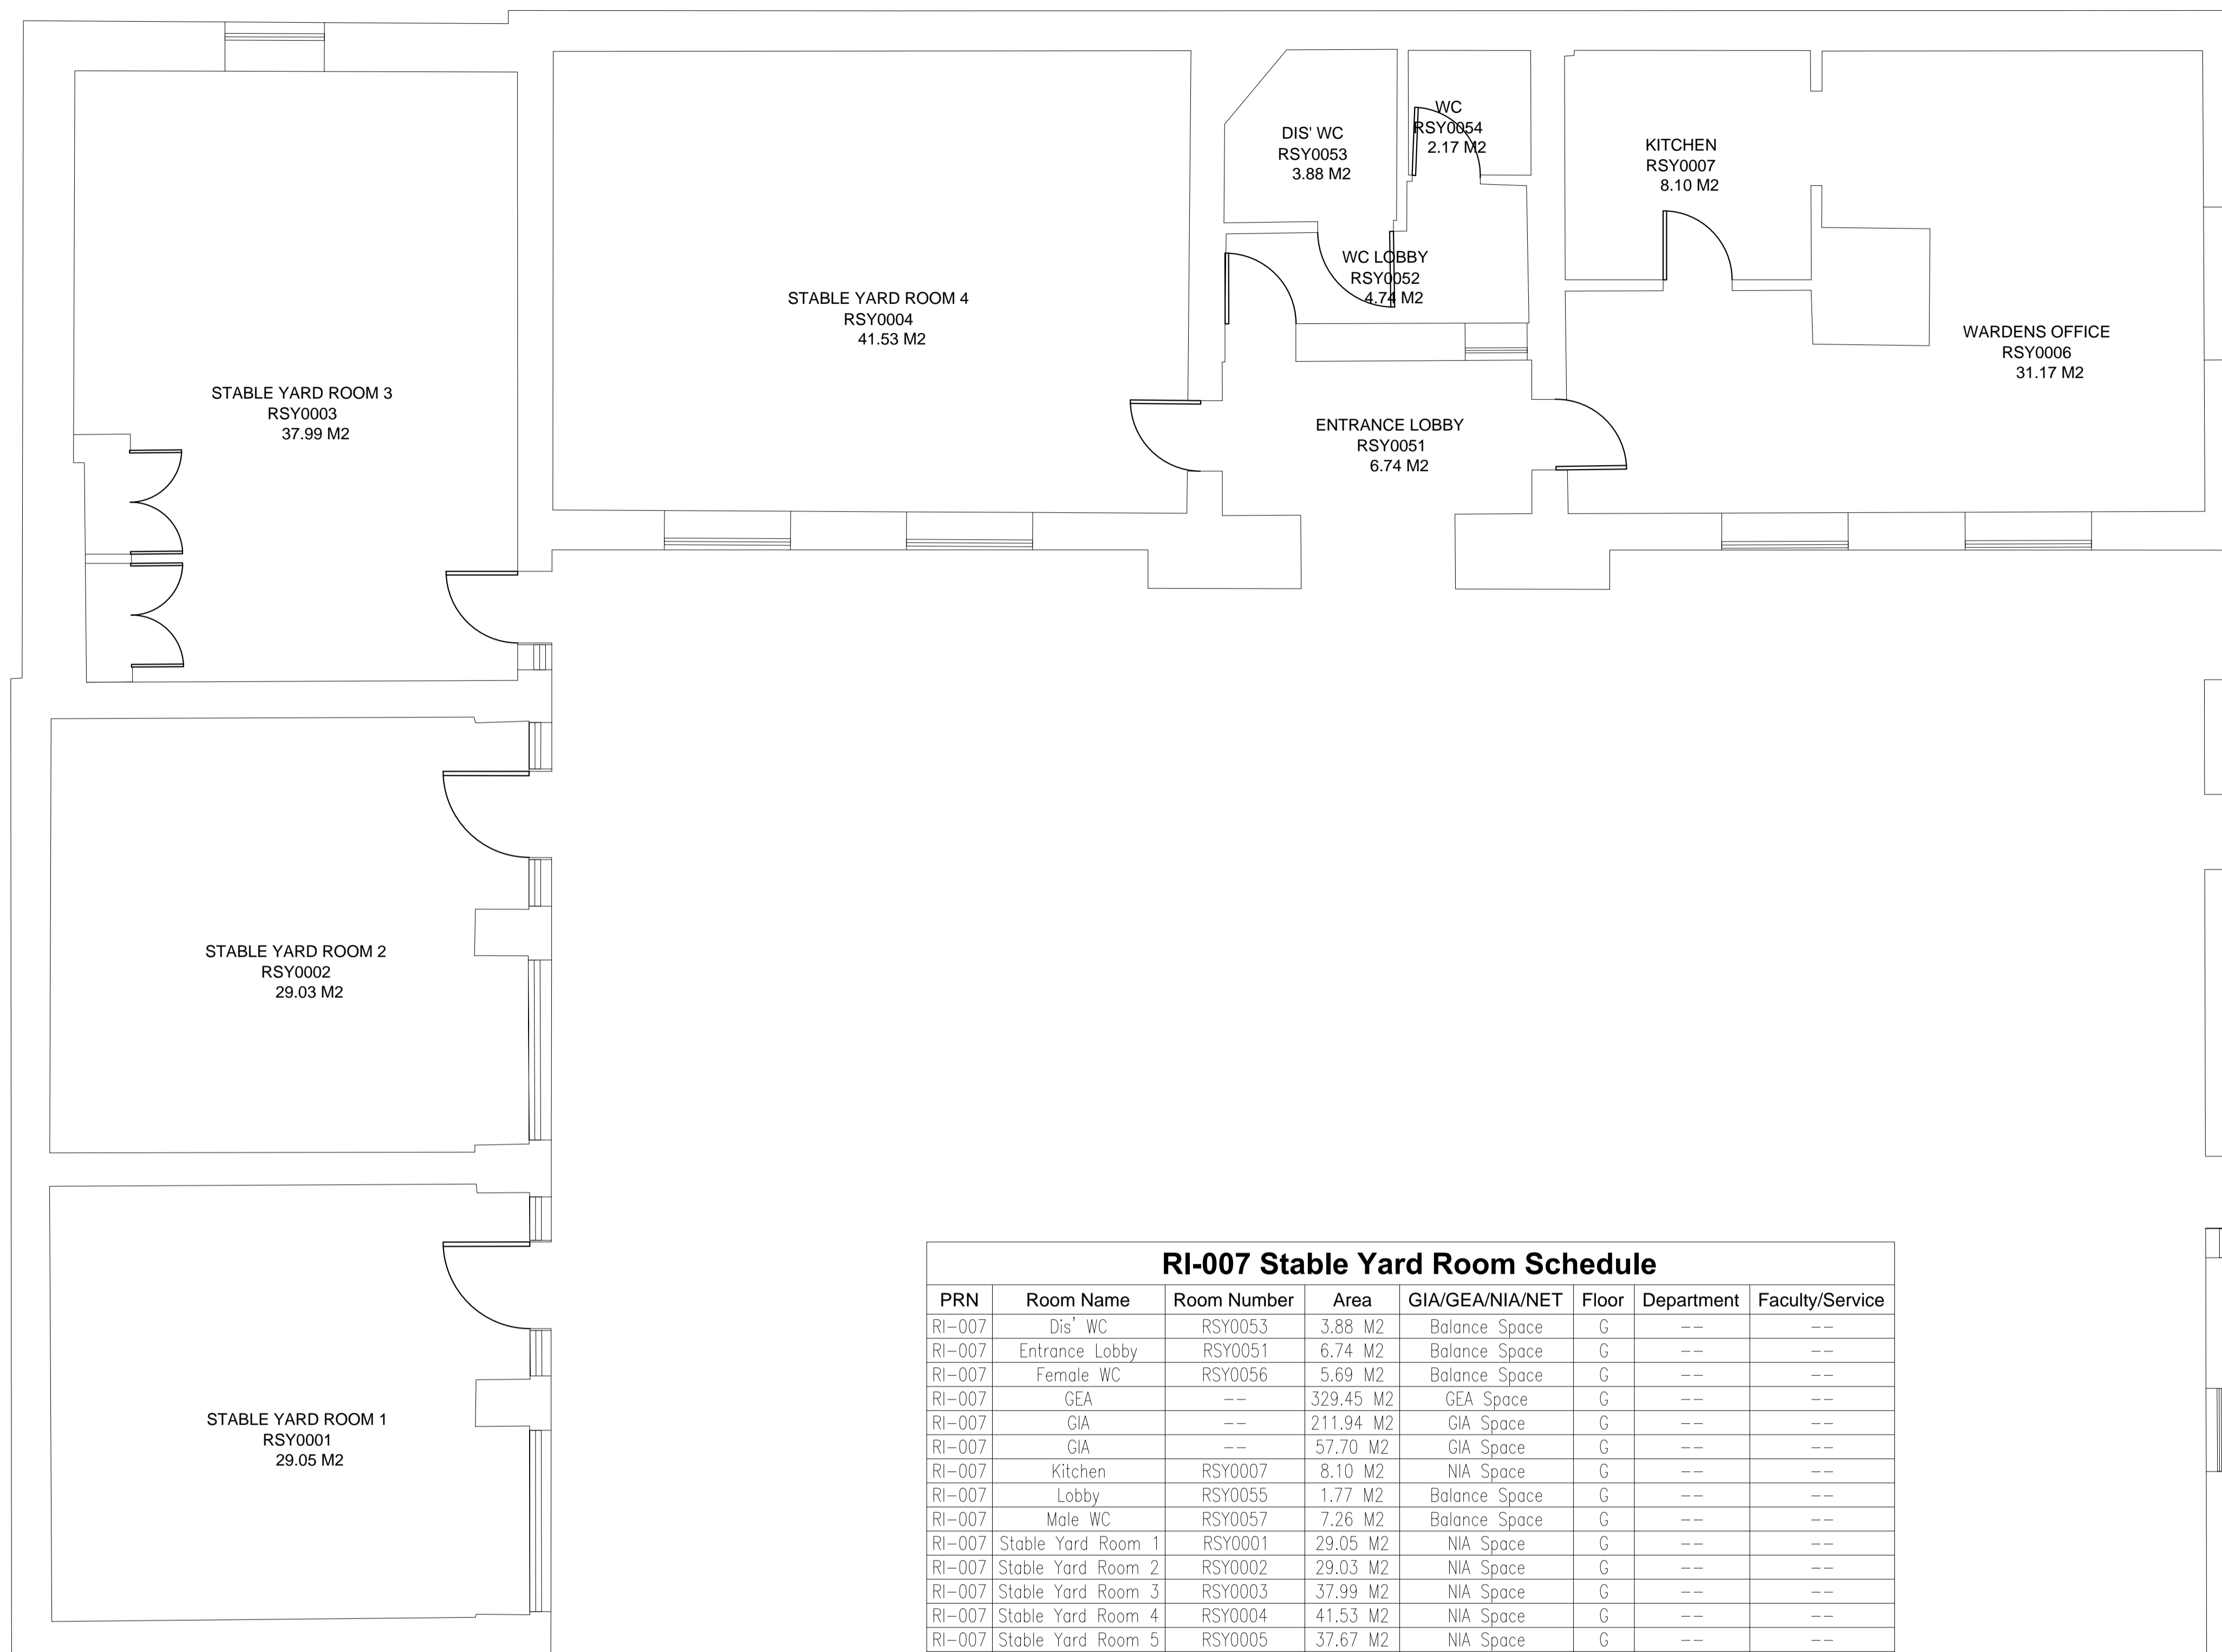 DIS' WC
RSY0053
3.88 M2
WC
RSY0054
2.17 M2
KITCHEN
RSY0007
8.10 M2
WC LOBBY
RSY0052
4.74 M2
STABLE YARD ROOM 4
RSY0004
41.53 M2
WARDENS OFFICE
RSY0006
31.17 M2
STABLE YARD ROOM 3
RSY0003
37.99 M2
ENTRANCE LOBBY
RSY0051
6.74 M2
STABLE YARD ROOM 2
RSY0002
29.03 M2
STABLE YARD ROOM 1
RSY0001
29.05 M2
RI-007 Stable Yard Room Schedule
PRN Room Name Room Number Area GIA/GEA/NIA/NET Floor Department Faculty/Service
RI-007 Dis' WC RSY0053 3.88 M2 Balance Space G -- --
RI-007 Entrance Lobby RSY0051 6.74 M2 Balance Space G -- --
RI-007 Female WC RSY0056 5.69 M2 Balance Space G -- --
RI-007 GEA -- 329.45 M2 GEA Space G -- --
RI-007 GIA -- 211.94 M2 GIA Space G -- --
RI-007 GIA -- 57.70 M2 GIA Space G -- --
RI-007 Kitchen RSY0007 8.10 M2 NIA Space G -- --
RI-007 Lobby RSY0055 1.77 M2 Balance Space G -- --
RI-007 Male WC RSY0057 7.26 M2 Balance Space G -- --
RI-007 Stable Yard Room 1 RSY0001 29.05 M2 NIA Space G -- --
RI-007 Stable Yard Room 2 RSY0002 29.03 M2 NIA Space G -- --
RI-007 Stable Yard Room 3 RSY0003 37.99 M2 NIA Space G -- --
RI-007 Stable Yard Room 4 RSY0004 41.53 M2 NIA Space G -- --
RI-007 Stable Yard Room 5 RSY0005 37.67 M2 NIA Space G -- --